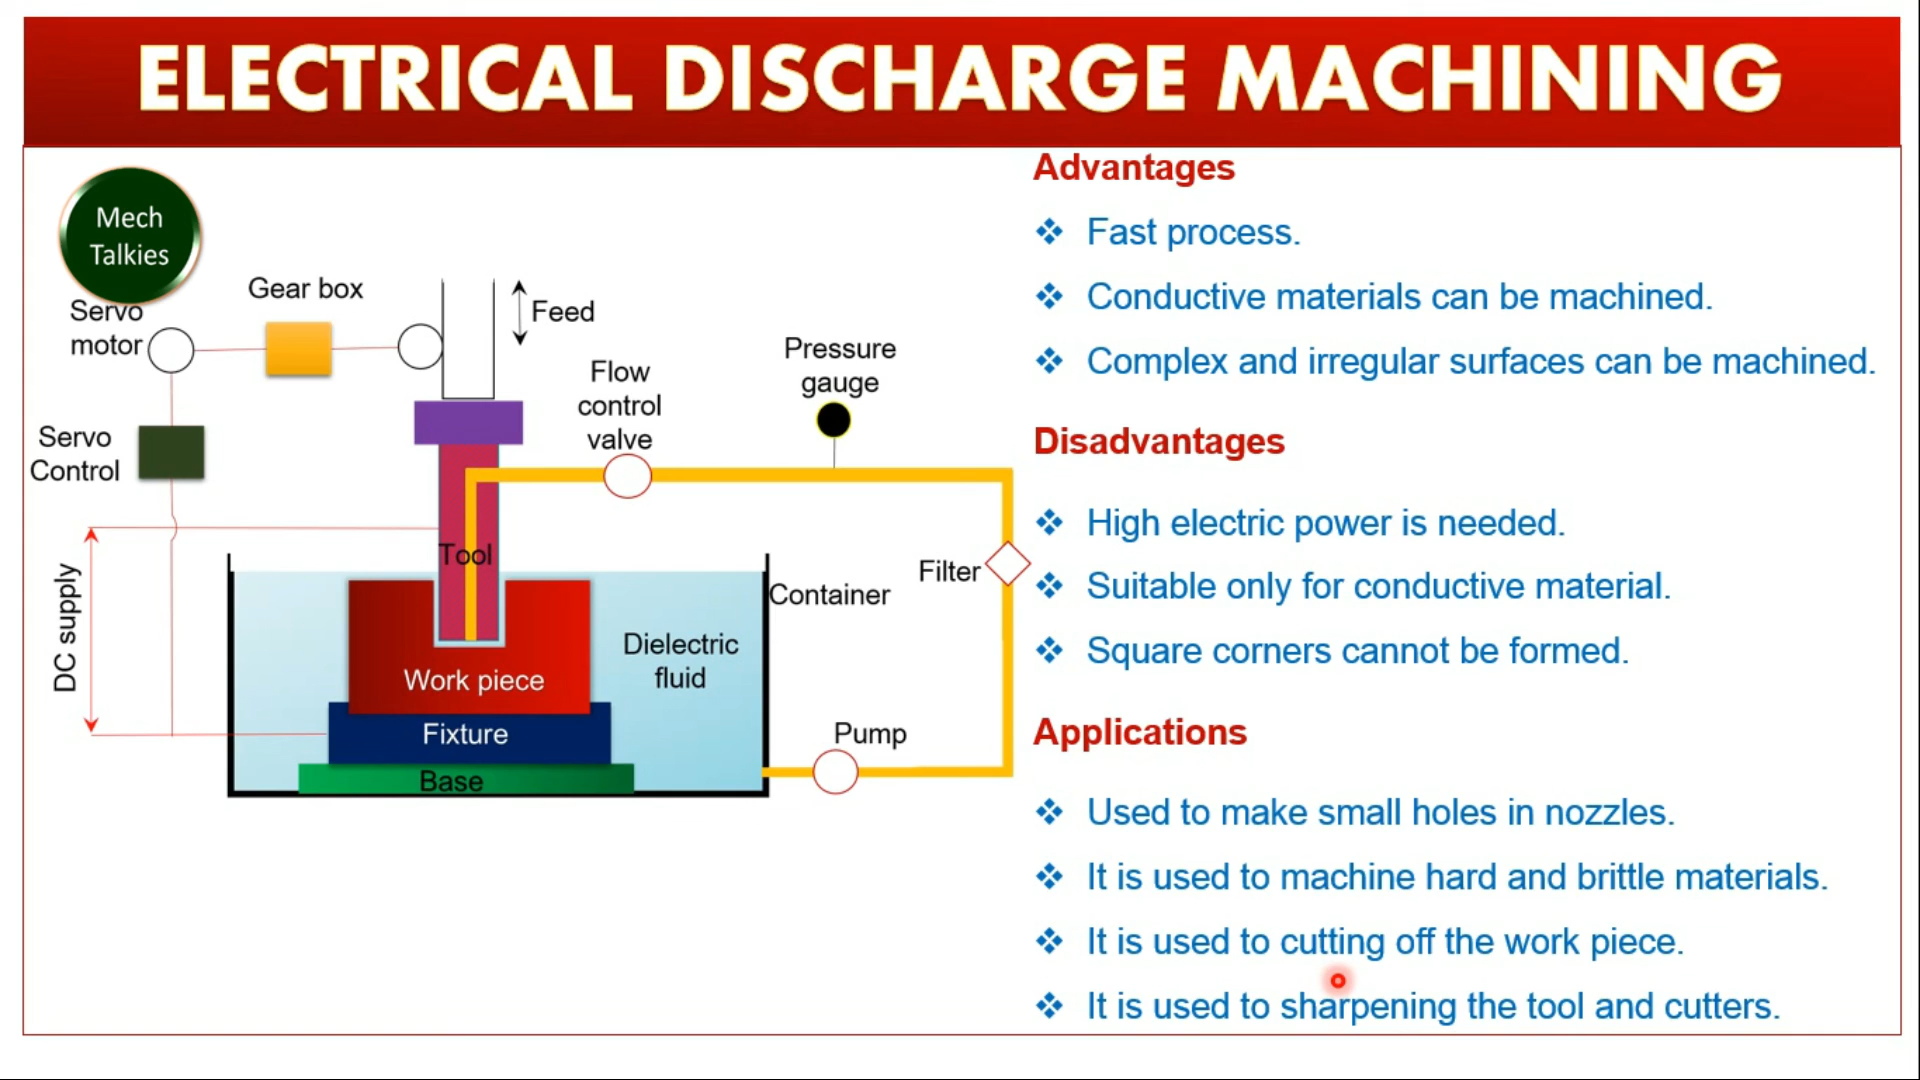 ELECTRICAL DISCHARGE MACHINING
Mech
Talkies
Servo
motor
Gear box
Feed
Flow
control
valve
Pressure
gauge
Servo
Control
DC supply
Tool
Container
Filter
Dielectric
fluid
Work piece
Fixture
Base
Pump
Advantages
❖ Fast process.
❖ Conductive materials can be machined.
❖ Complex and irregular surfaces can be machined.
Disadvantages
❖ High electric power is needed.
❖ Suitable only for conductive material.
❖ Square corners cannot be formed.
Applications
❖ Used to make small holes in nozzles.
❖ It is used to machine hard and brittle materials.
❖ It is used to cutting off the work piece.
❖ It is used to sharpening the tool and cutters.